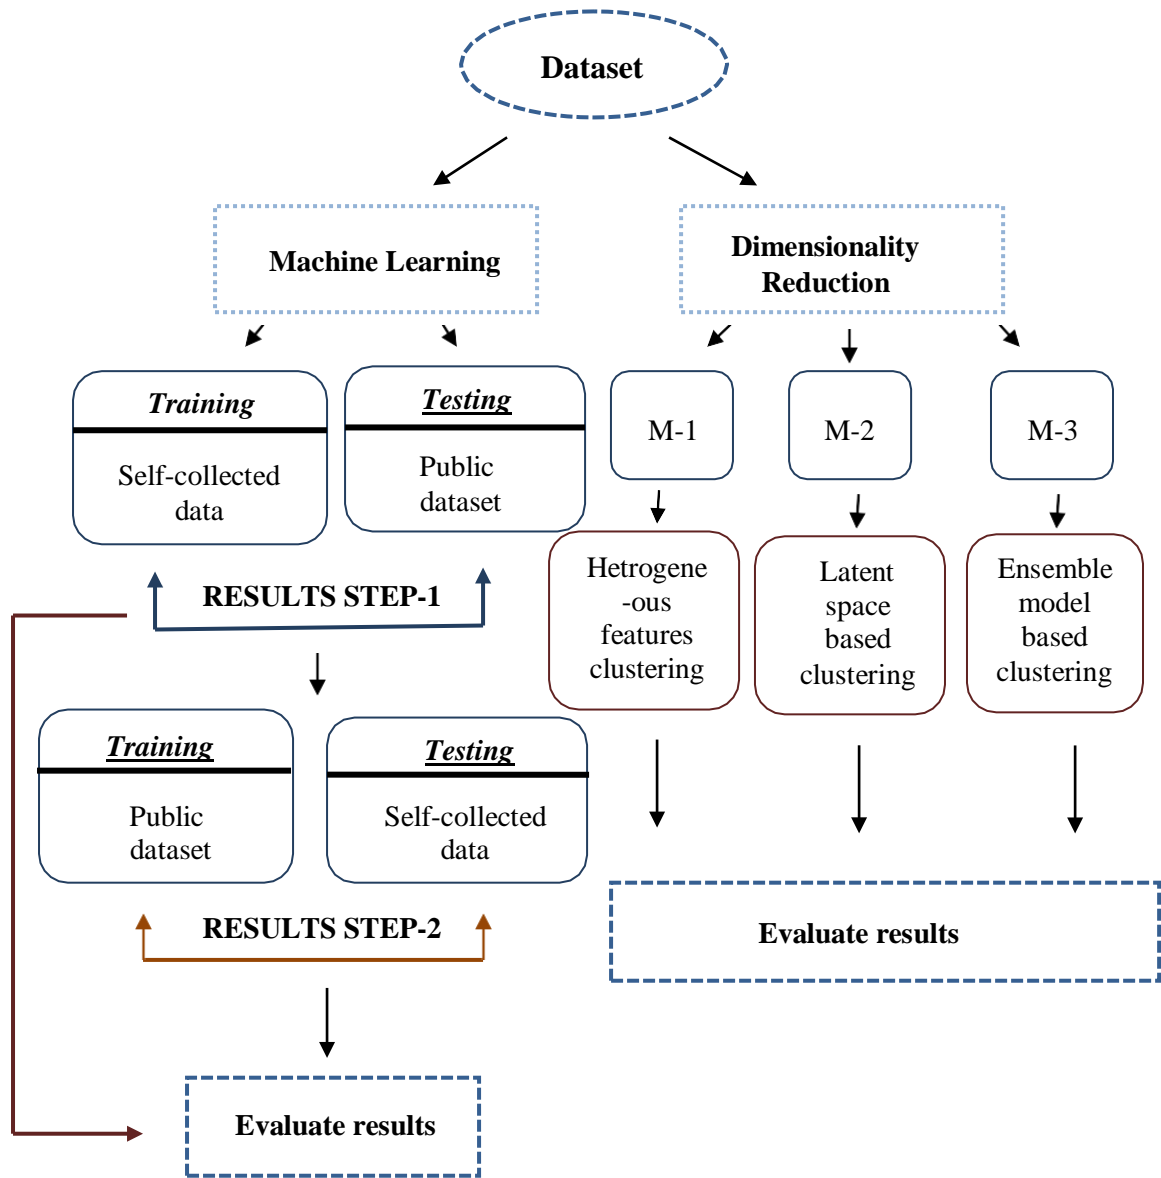 Dataset
Machine Learning
Dimensionality
Reduction
Training
Self-collected
data
Testing
Public
dataset
M-1
M-2
M-3
Hetrogene
-ous
features
clustering
Latent
space
based
clustering
Ensemble
model
based
clustering
RESULTS STEP-1
Training
Public
dataset
Testing
Self-collected
data
RESULTS STEP-2
Evaluate results
Evaluate results